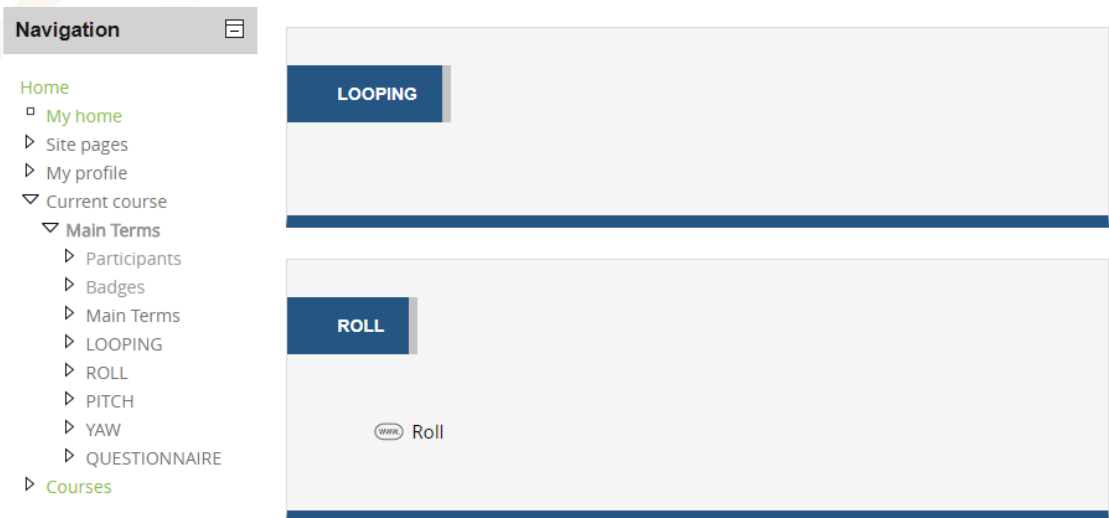 Navigation
Home
My home
Site pages
My profile
Current course
Main Terms
Participants
Badges
Main Terms
LOOPING
ROLL
PITCH
YAW
QUESTIONNAIRE
Courses
LOOPING
ROLL
www. Roll